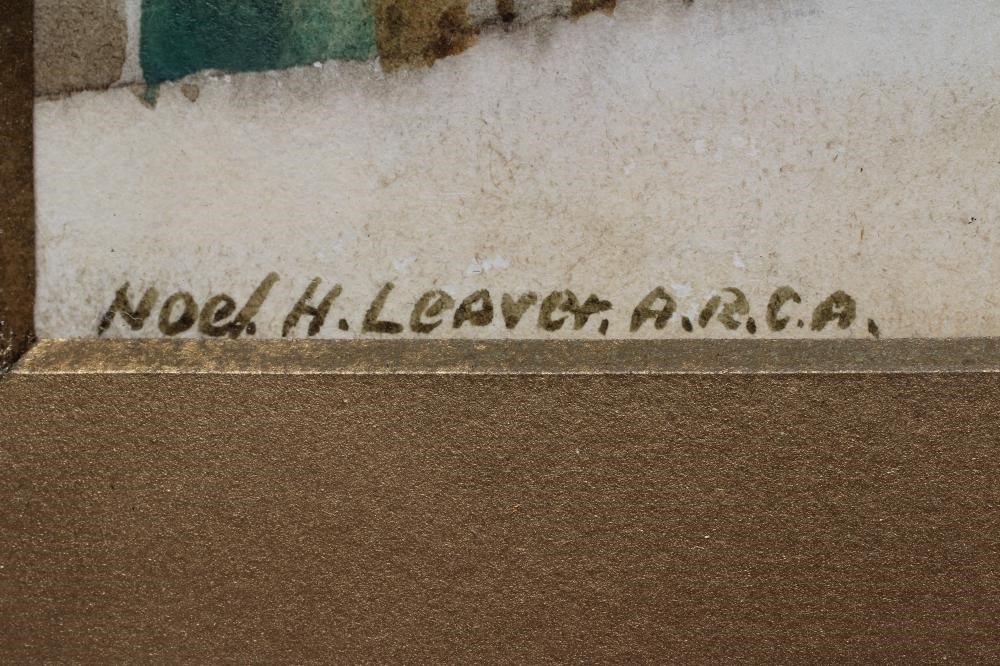 Noel. H. Leaver, A.R.C.A.,